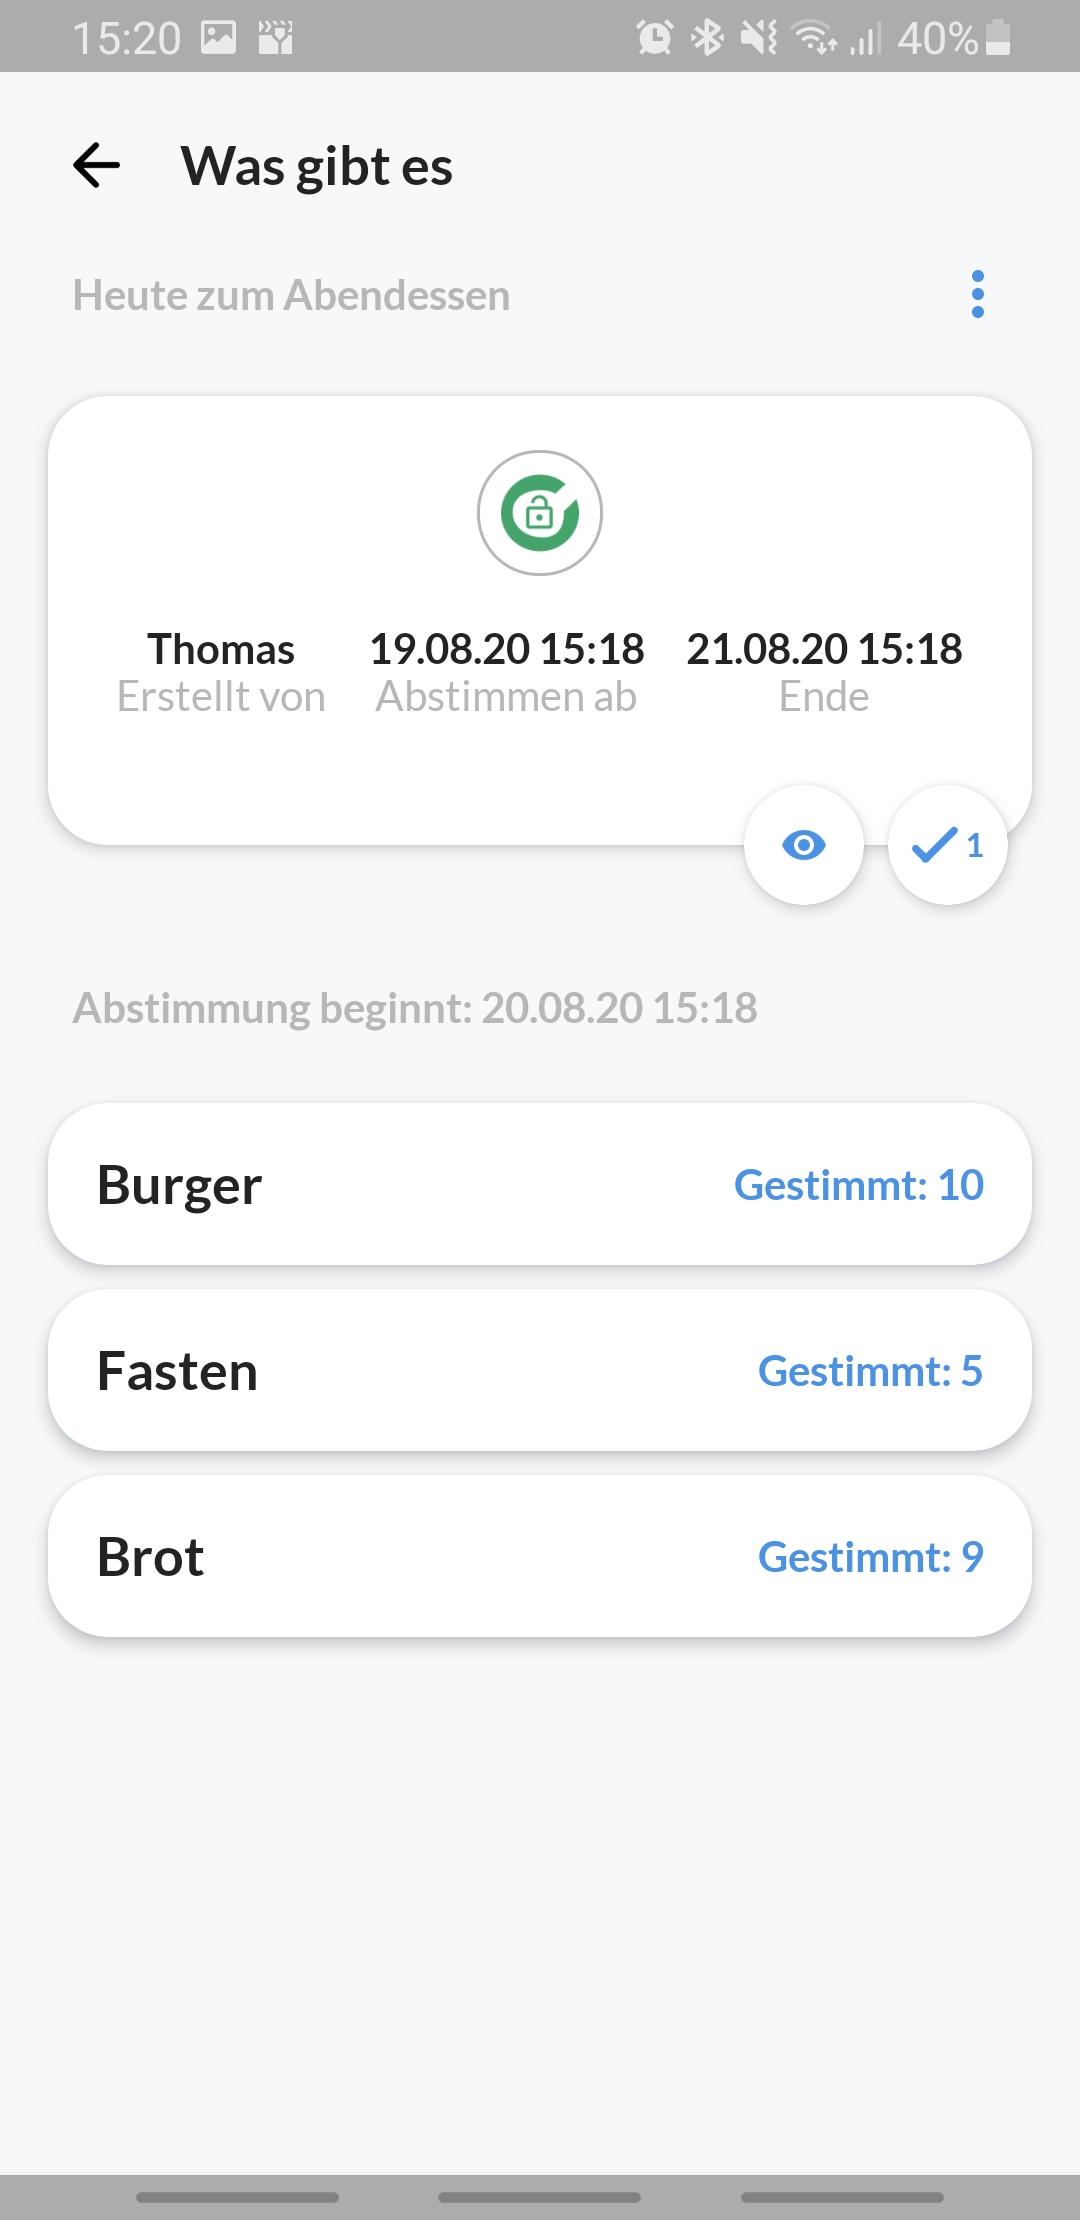 15:20 40%
Was gibt es
Heute zum Abendessen
Thomas 19.08.20 15:18 21.08.20 15:18
Erstellt von Abstimmen ab Ende
1
Abstimmung beginnt: 20.08.20 15:18
Burger Gestimmt: 10
Fasten Gestimmt: 5
Brot Gestimmt: 9